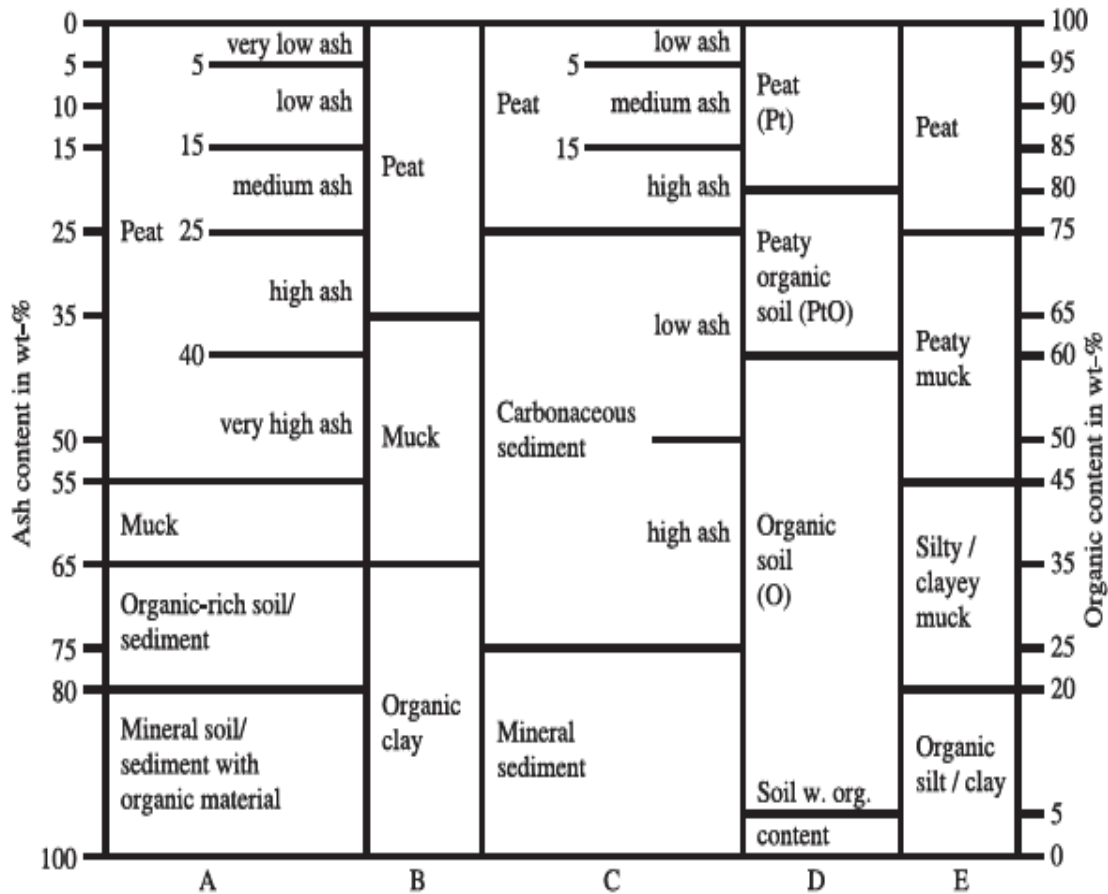 Ash content in wt–%
0
5
10
15
25
35
50
55
65
75
80
100
very low ash
5
low ash
15
medium ash
Peat 25
high ash
40
very high ash
Muck
Organic-rich soil/
sediment
Mineral soil/
sediment with
organic material
A
Peat
Muck
Organic
clay
B
low ash
5
Peat
medium ash
15
high ash
low ash
Carbonaceous
sediment
high ash
Mineral
sediment
C
Peat
(Pt)
Peaty
organic
soil (PtO)
Organic
soil
(O)
Soil w. org.
content
D
Peat
Peaty
muck
Silty /
clayey
muck
Organic
silt / clay
E
100
95
90
85
80
75
65
60
50
45
35
25
20
5
0
Organic content in wt–%